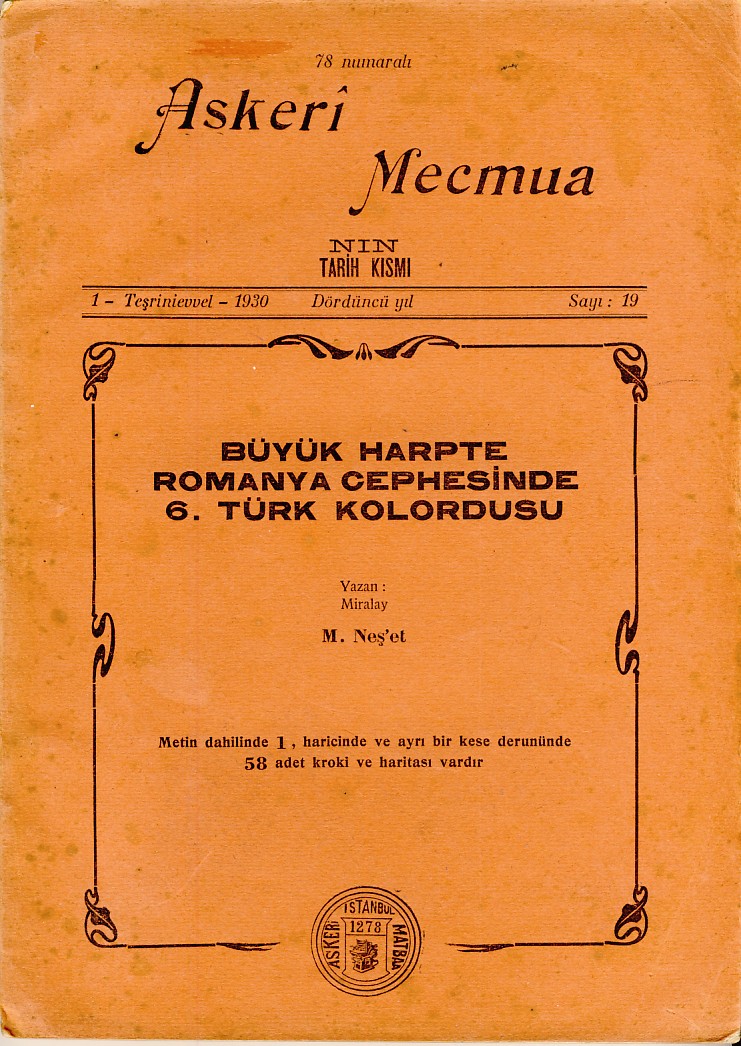 78 numaralı
Askerî
Mecmua
NIN
TARİH KISMI
1 - Teşrinievvel - 1930 Dördüncü yıl Sayı : 19
BÜYÜK HARPTE
ROMANYA CEPHESİNDE
6. TÜRK KOLORDUSU
Yazan :
Miralay
M. Neş'et
Metin dahilinde 1 , haricinde ve ayrı bir kese derununde
58 adet kroki ve haritası vardır
ASKERİ İSTANBUL MATBAA
1278